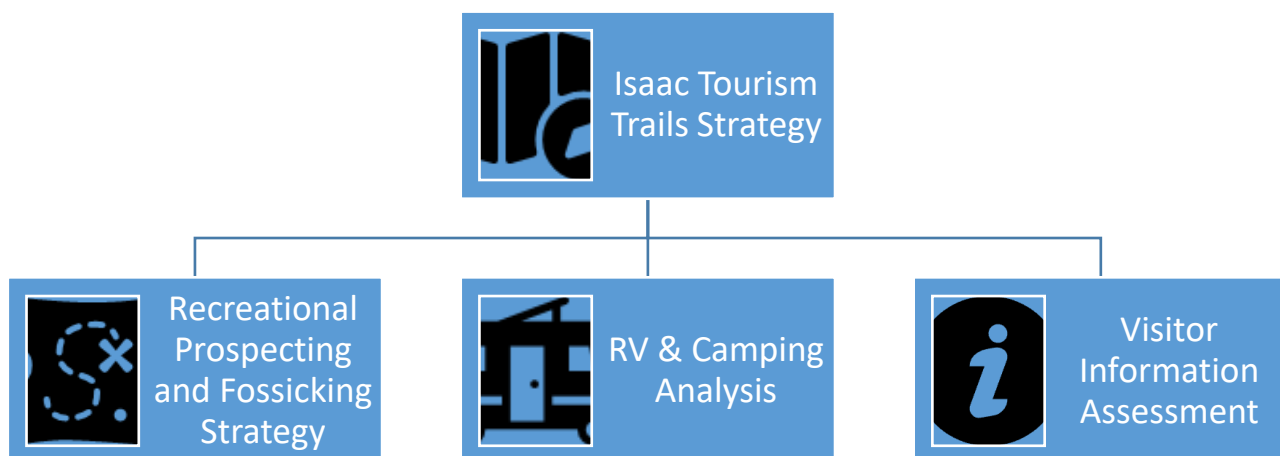 Isaac Tourism
Trails Strategy
Recreational
Prospecting
and Fossicking
Strategy
RV & Camping
Analysis
Visitor
Information
Assessment